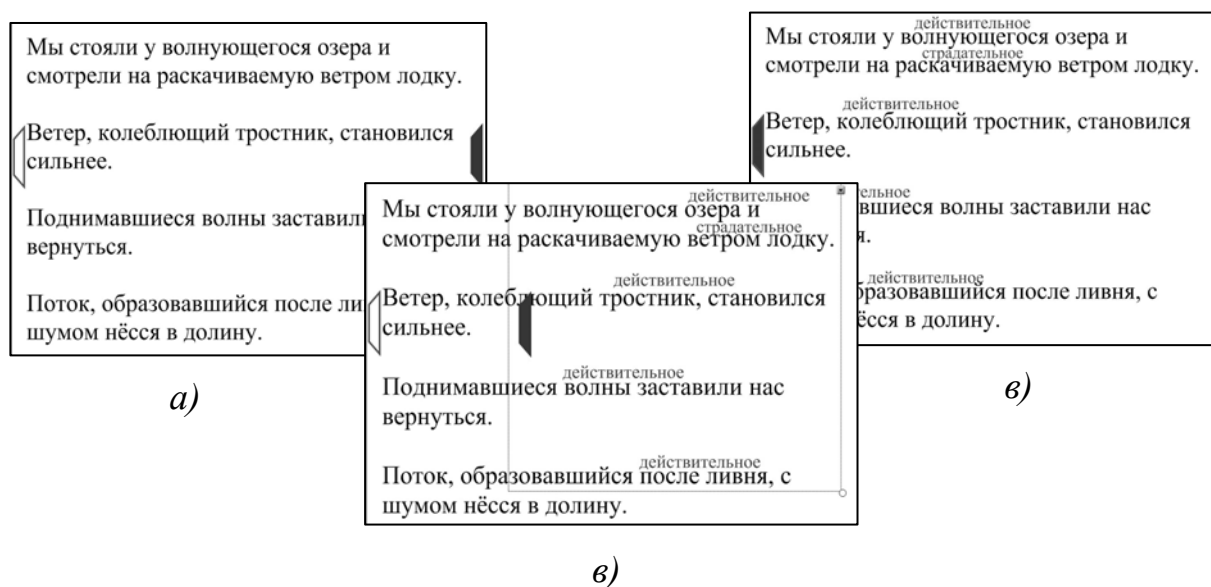 Мы стояли у волнующегося озера и
смотрели на раскачиваемую ветром лодку.
Ветер, колеблющий тростник, становился
сильнее.
Поднимавшиеся волны
вернуться.
Поток, образовавшийся после
шумом нёсся в долину.
а)
действительное
Мы стояли у волнующегося озера и
страдательное
смотрели на раскачиваемую ветром лодку.
действительное
Ветер, колеблющий тростник, становился
сильнее.
действительное
Поднимавшиеся волны заставили нас
вернуться.
действительное
Поток, образовавшийся после ливня, с
шумом нёсся в долину.
в)
действительное
Мы стояли у волнующегося озера и
страдательное
смотрели на раскачиваемую ветром лодку.
действительное
Ветер, колеблющий тростник, становился
сильнее.
тельное
вшиеся волны заставили нас
я.
действительное
бразовавшийся после ливня, с
ёсся в долину.
в)